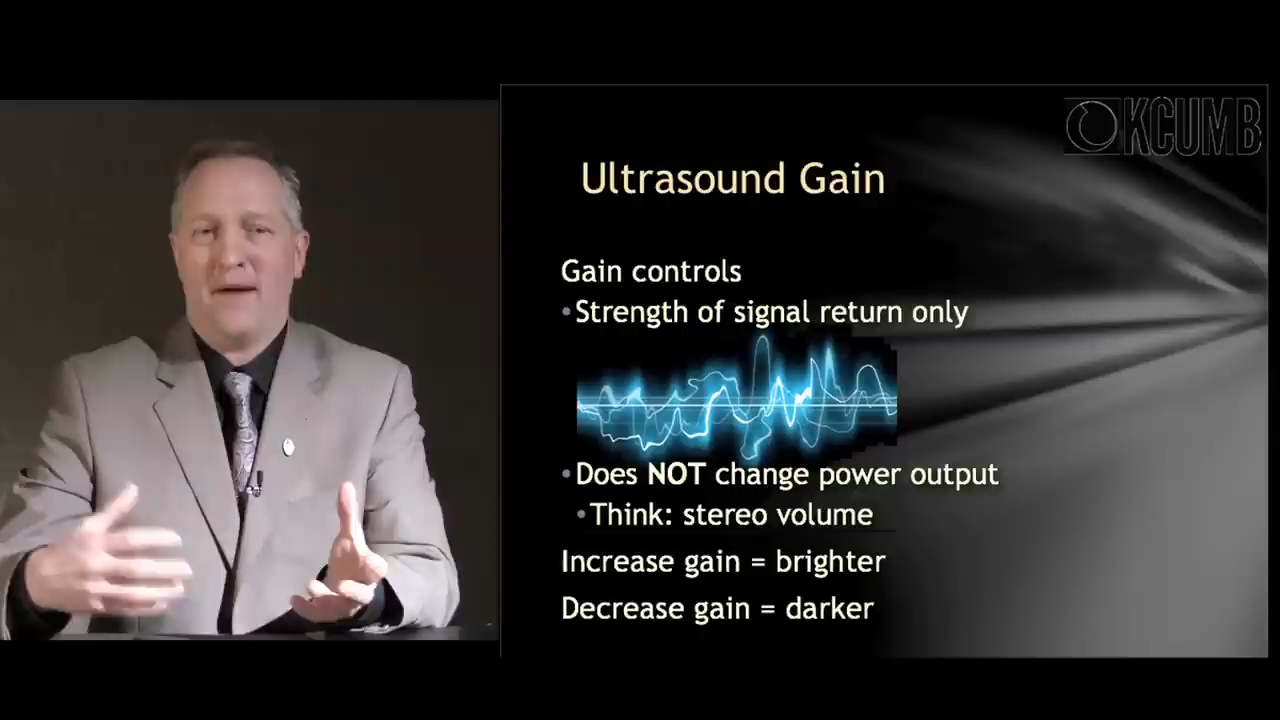 KCUMB
Ultrasound Gain
Gain controls
•Strength of signal return only
•Does NOT change power output
•Think: stereo volume
Increase gain = brighter
Decrease gain = darker